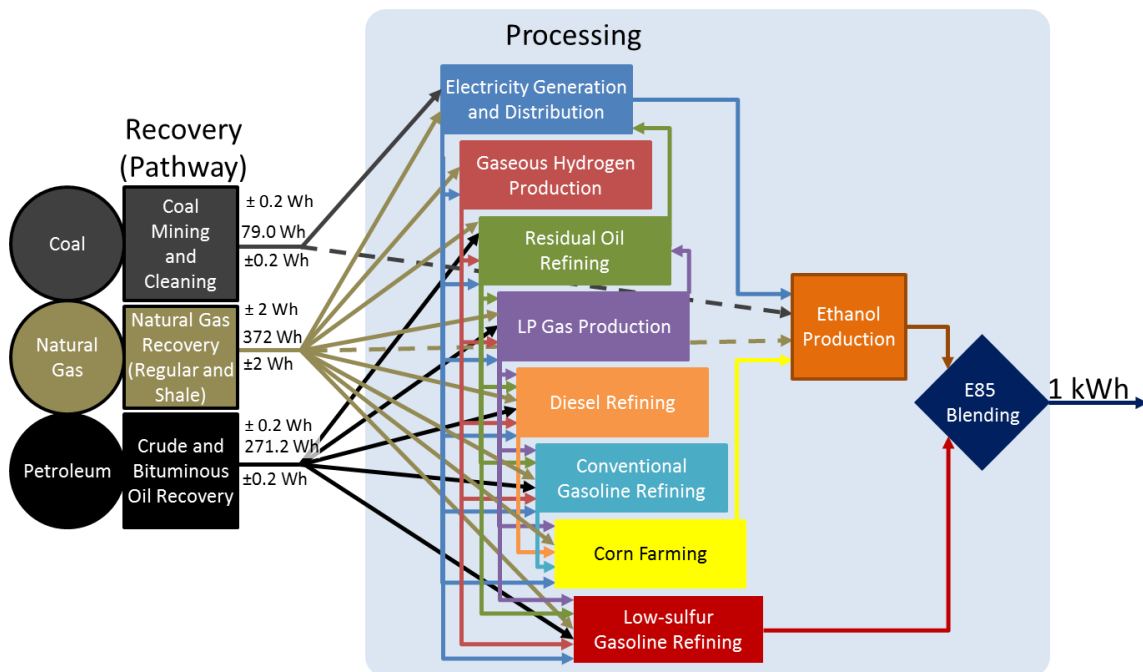 Processing
Electricity Generation
and Distribution
Recovery
(Pathway)
Gaseous Hydrogen
Production
± 0.2 Wh
Coal
Coal
Mining
and
Cleaning
79.0 Wh
±0.2 Wh
Residual Oil
Refining
Natural
Gas
Natural Gas
Recovery
(Regular and
Shale)
± 2 Wh
372 Wh
±2 Wh
LP Gas Production
Ethanol
Production
Diesel Refining
E85
Blending
1 kWh
Petroleum
Crude and
Bituminous
Oil Recovery
± 0.2 Wh
271.2 Wh
±0.2 Wh
Conventional
Gasoline Refining
Corn Farming
Low-sulfur
Gasoline Refining